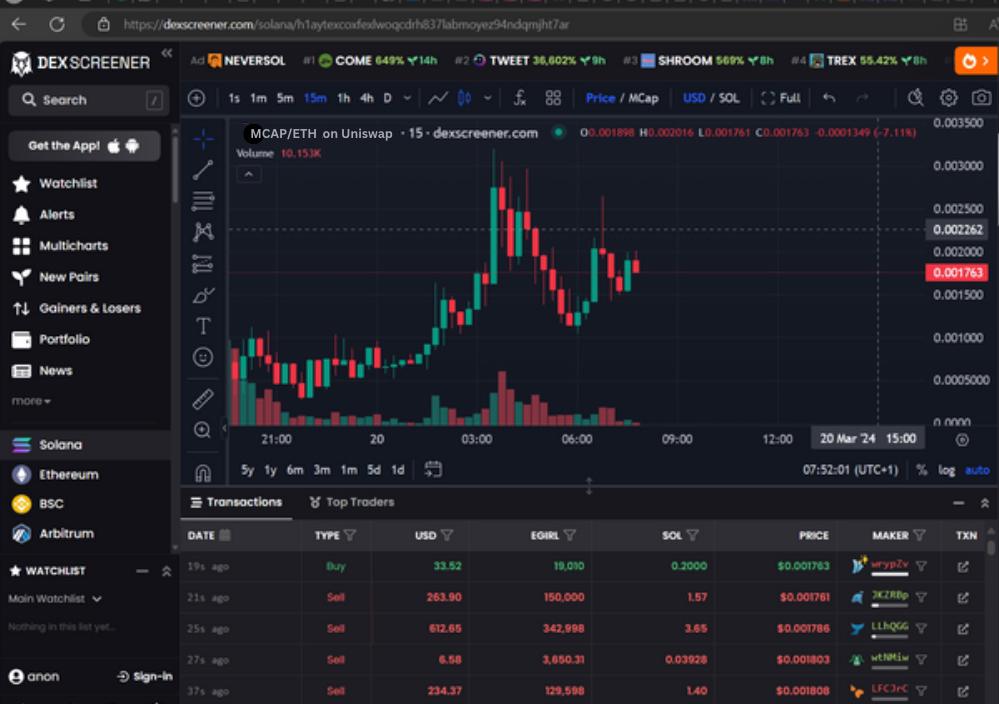 https://dexscreener.com/solana/h1aytexcoxfexlwoqcdrh837labmoyez94ndqmjht7ar
DEX SCREENER
Ad NEVERSOL #1 COME 649% 14h #2 TWEET 36,602% 9h #3 SHROOM 569% 8h #4 TREX 55.42% 8h
Search /
1s 1m 5m 15m 1h 4h D Price / MCap USD / SOL Full
Get the App!
Watchlist
Alerts
Multicharts
New Pairs
Gainers & Losers
Portfolio
News
more
Solana
Ethereum
BSC
Arbitrum
WATCHLIST
Main Watchlist
Nothing in this list yet...
anon Sign-in
MCAP/ETH on Uniswap · 15 · dexscreener.com O0.001898 H0.002016 L0.001761 C0.001763 -0.0001349 (-7.11%)
Volume 10.153K
0.003500
0.003000
0.002500
0.002262
0.002000
0.001763
0.001500
0.001000
0.0005000
0.0000
21:00 20 03:00 06:00 09:00 12:00 20 Mar '24 15:00
5y 1y 6m 3m 1m 5d 1d 07:52:01 (UTC+1) % log auto
Transactions Top Traders
DATE TYPE USD EGIRL SOL PRICE MAKER TXN
19s ago Buy 33.52 19,010 0.2000 $0.001763 wrypZv
21s ago Sell 263.90 150,000 1.57 $0.001761 JKZRBp
25s ago Sell 612.65 342,998 3.65 $0.001786 LLhQGG
27s ago Sell 6.58 3,650.31 0.03928 $0.001803 wtNMiw
37s ago Sell 234.37 129,598 1.40 $0.001808 LFCJrC